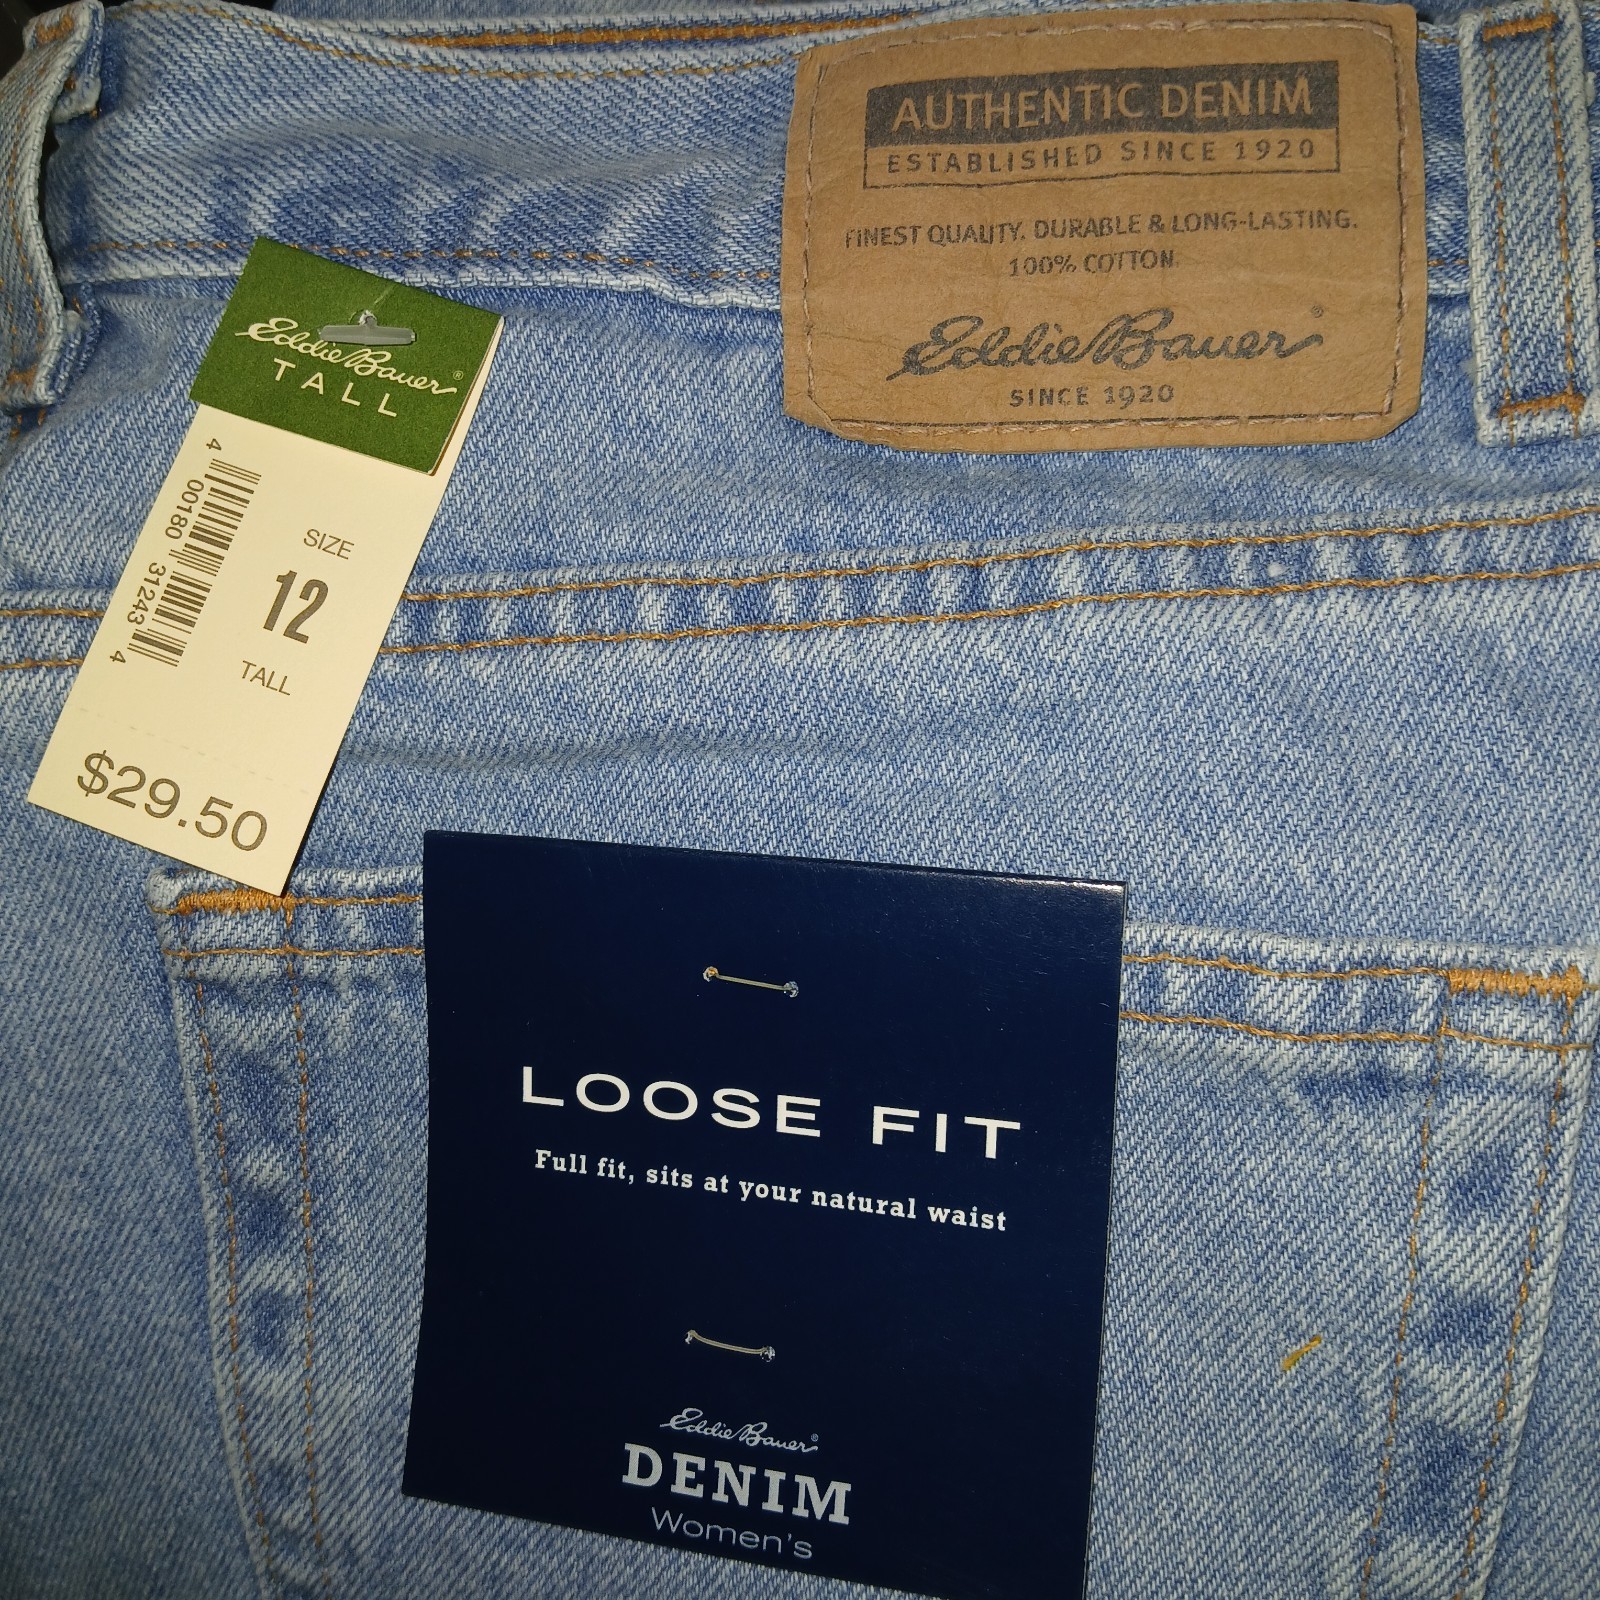 AUTHENTIC DENIM
ESTABLISHED SINCE 1920
FINEST QUALITY. DURABLE & LONG-LASTING.
100% COTTON.
Eddie Bauer®
SINCE 1920
Eddie Bauer®
TALL
4 00180 31243 4
SIZE
12
TALL
$29.50
LOOSE FIT
Full fit, sits at your natural waist
Eddie Bauer®
DENIM
Women's